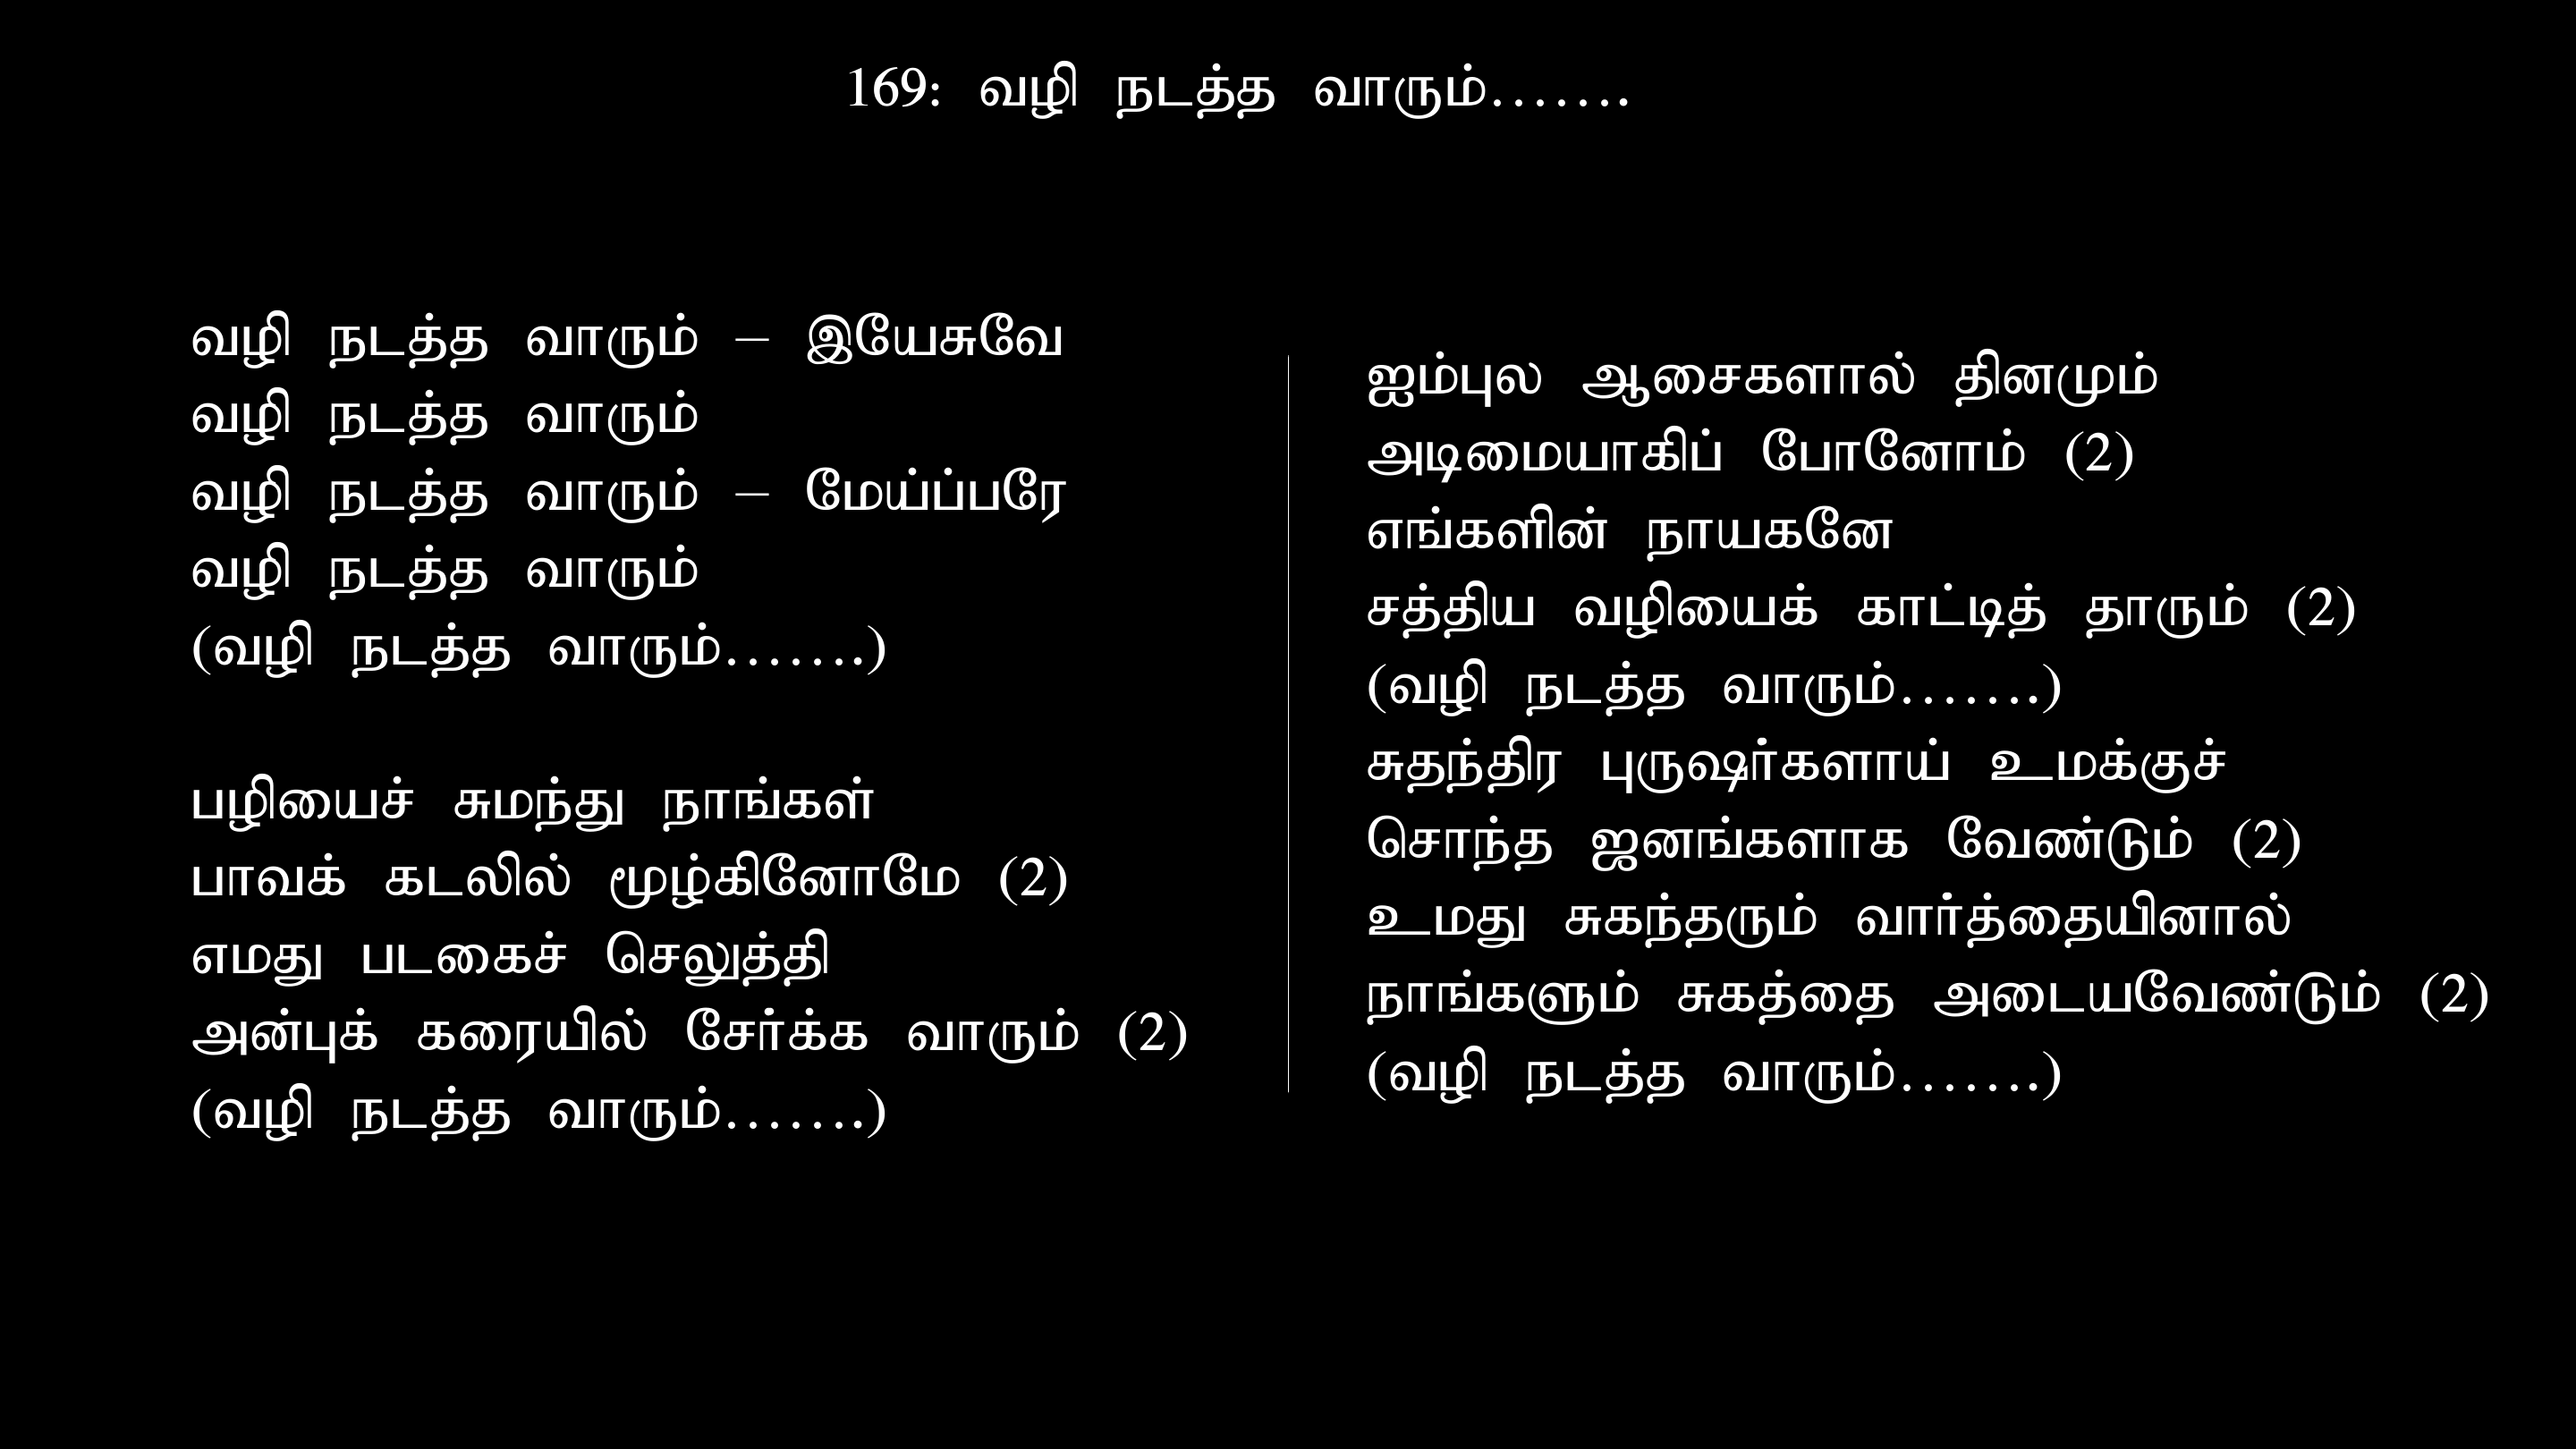 169: வழி நடத்த வாரும்…….
வழி நடத்த வாரும் – இயேசுவே
வழி நடத்த வாரும்
வழி நடத்த வாரும் – மேய்ப்பரே
வழி நடத்த வாரும்
(வழி நடத்த வாரும்…….)
பழியைச் சுமந்து நாங்கள்
பாவக் கடலில் மூழ்கினோமே (2)
எமது படகைச் செலுத்தி
அன்புக் கரையில் சேர்க்க வாரும் (2)
(வழி நடத்த வாரும்…….)
ஐம்புல ஆசைகளால் தினமும்
அடிமையாகிப் போனோம் (2)
எங்களின் நாயகனே
சத்திய வழியைக் காட்டித் தாரும் (2)
(வழி நடத்த வாரும்…….)
சுதந்திர புருஷர்களாய் உமக்குச்
சொந்த ஜனங்களாக வேண்டும் (2)
உமது சுகந்தரும் வார்த்தையினால்
நாங்களும் சுகத்தை அடையவேண்டும் (2)
(வழி நடத்த வாரும்…….)